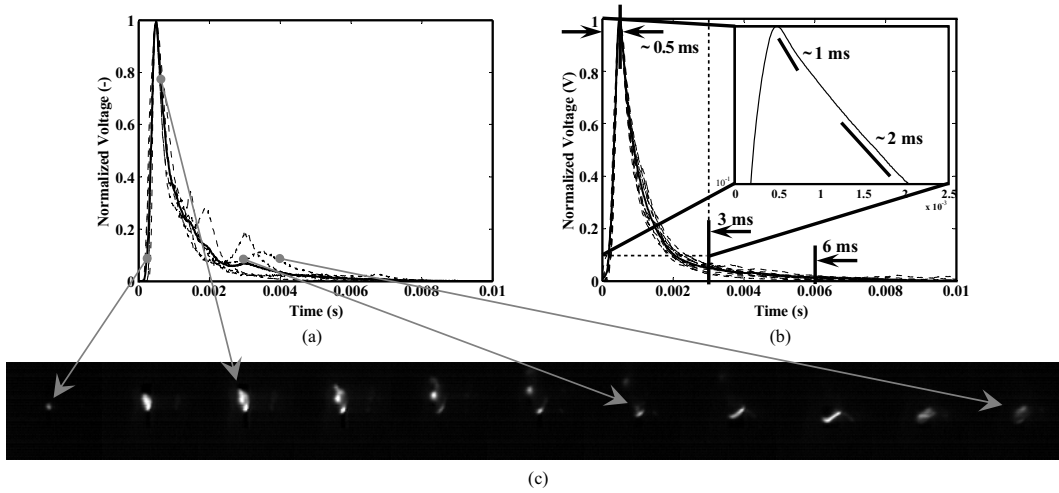 (a)
1
0.8
0.6
0.4
0.2
0
Normalized Voltage (-)
0 0.002 0.004 0.006 0.008 0.01
Time (s)
(a)
(b)
1
0.8
0.6
0.4
0.2
0
Normalized Voltage (V)
~ 0.5 ms
~1 ms
~2 ms
10⁻¹
0 0.5 1 1.5 2 2.5
x 10⁻³
3 ms
6 ms
0 0.002 0.004 0.006 0.008 0.01
Time (s)
(b)
(c)